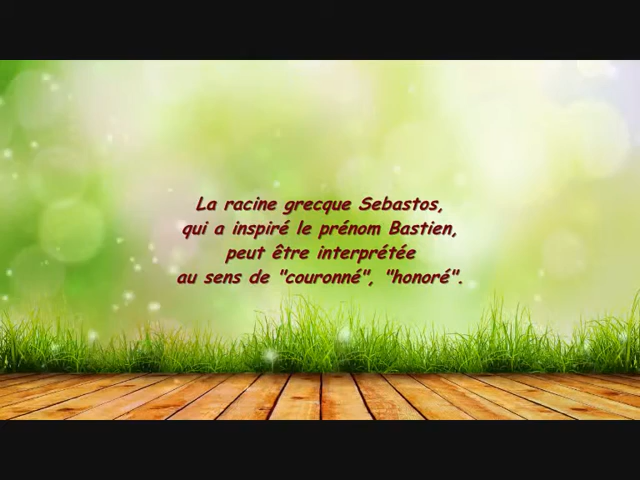 La racine grecque Sebastos,
qui a inspiré le prénom Bastien,
peut être interprétée
au sens de "couronné", "honoré".